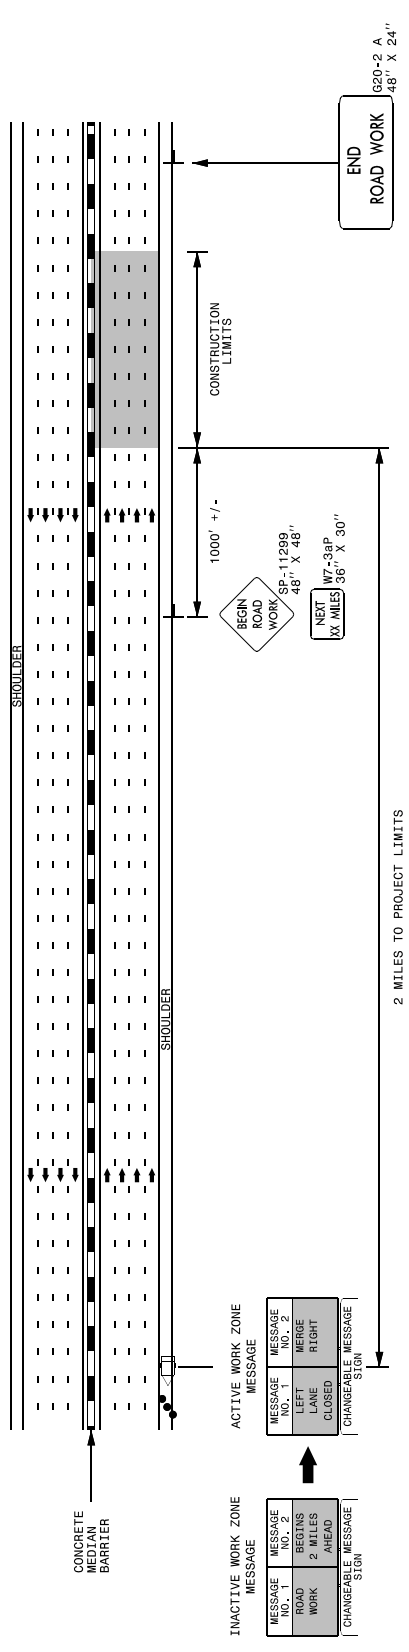 G20-2 A
48" X 24"
END
ROAD WORK
CONSTRUCTION
LIMITS
1000' +/-
BEGIN
ROAD
WORK
SP-11299
48" X 48"
NEXT
XX MILES
W7-3aP
36" X 30"
SHOULDER
SHOULDER
2 MILES TO PROJECT LIMITS
ACTIVE WORK ZONE
MESSAGE
MESSAGE
NO. 1
MESSAGE
NO. 2
LEFT
LANE
CLOSED
MERGE
RIGHT
CHANGEABLE MESSAGE
SIGN
CONCRETE
MEDIAN
BARRIER
INACTIVE WORK ZONE
MESSAGE
MESSAGE
NO. 1
MESSAGE
NO. 2
ROAD
WORK
BEGINS
2 MILES
AHEAD
CHANGEABLE MESSAGE
SIGN